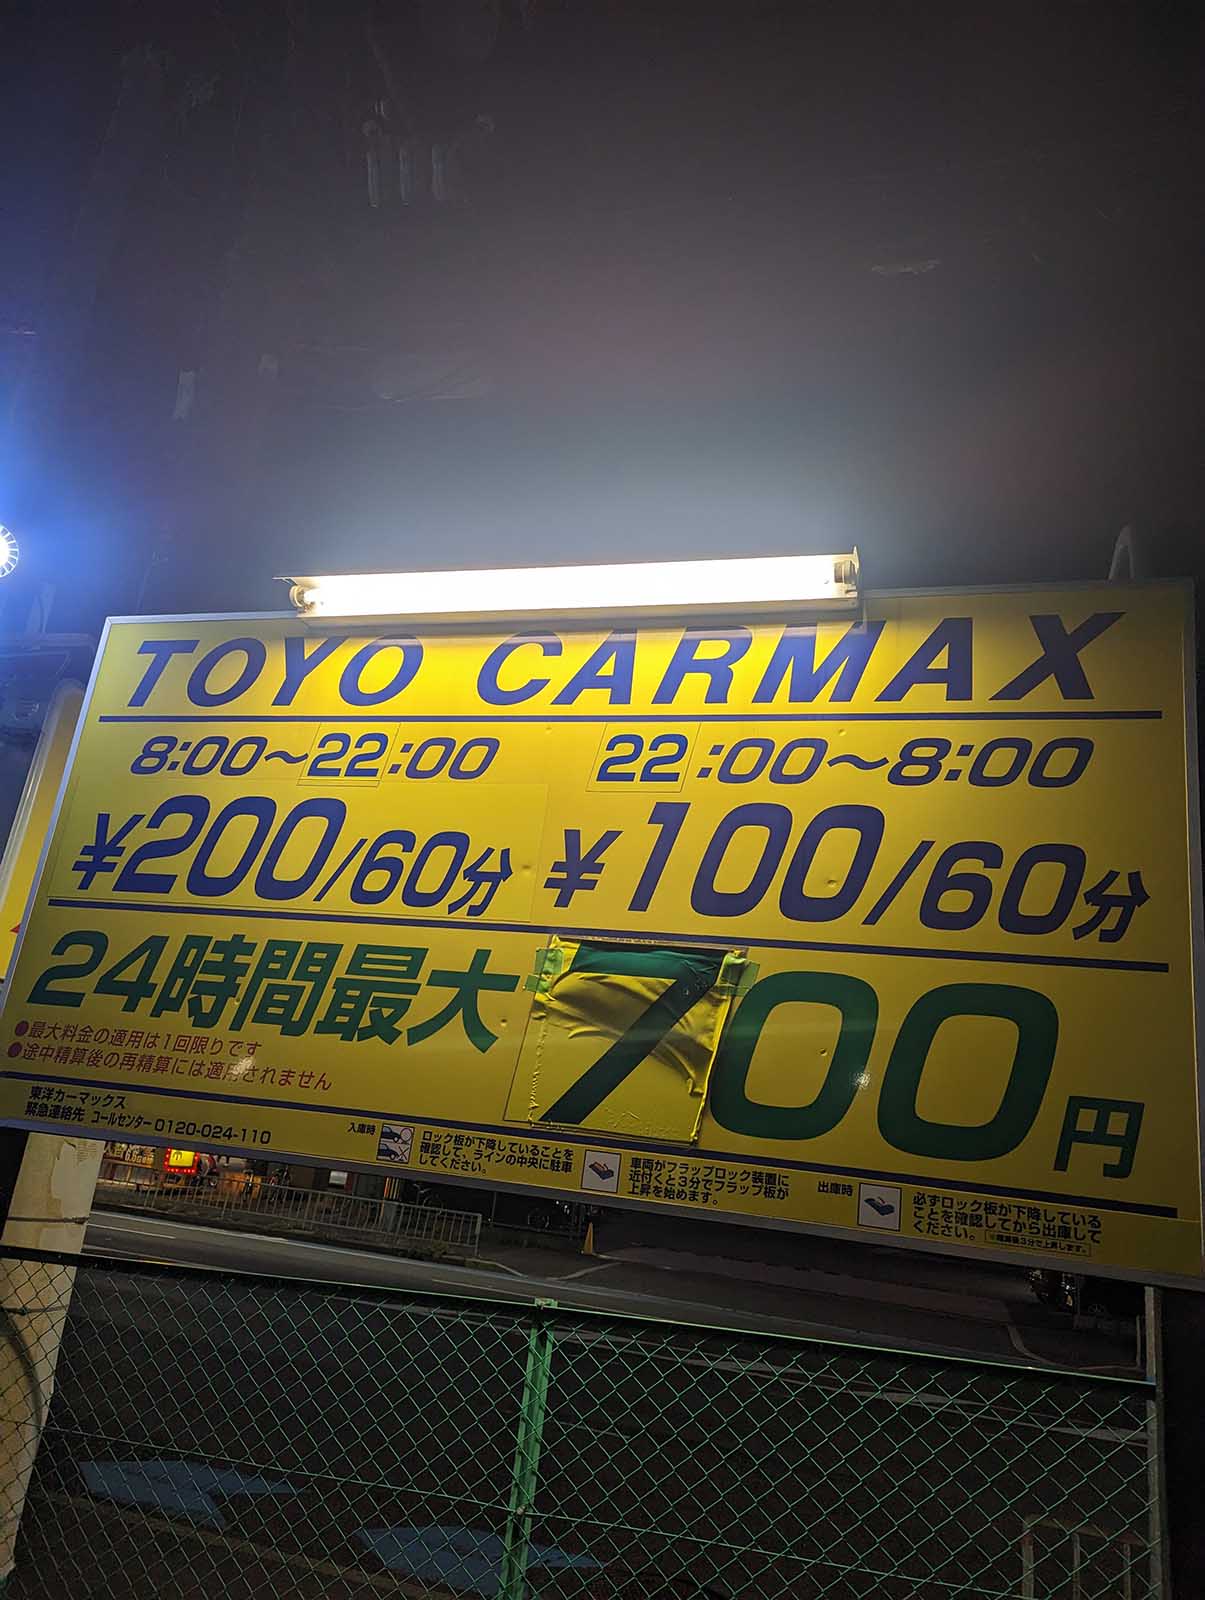 TOYO CARMAX
8:00～22:00
¥200/60分
22:00～8:00
¥100/60分
24時間最大700円
●最大料金の適用は1回限りです
●途中精算後の再精算には適用されません
東洋カーマックス
緊急連絡先 コールセンター 0120-024-110
入庫時
ロック板が下降していることを
確認して、ラインの中央に駐車
してください。
車両がフラップロック装置に
近付くと3分でフラップ板が
上昇を始めます。
出庫時
必ずロック板が下降している
ことを確認してから出庫して
ください。